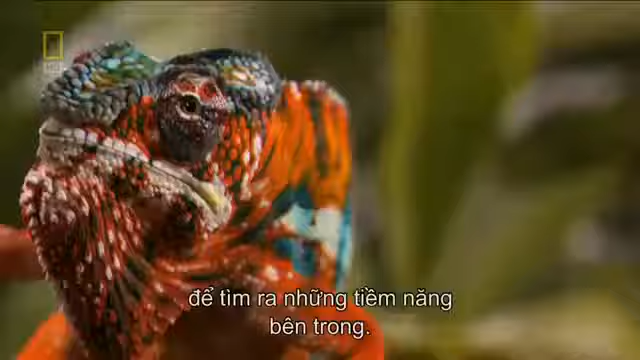 để tìm ra những tiềm năng
bên trong.